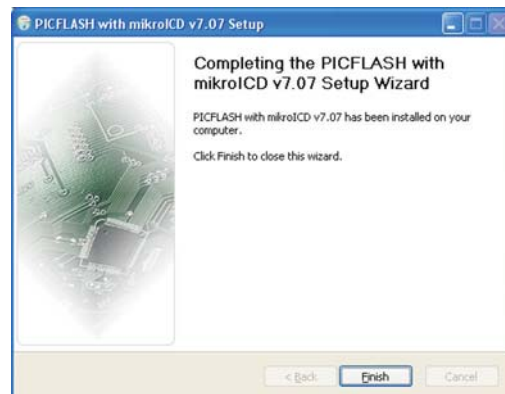 PICFLASH with mikroICD v7.07 Setup
Completing the PICFLASH with
mikroICD v7.07 Setup Wizard
PICFLASH with mikroICD v7.07 has been installed on your
computer.
Click Finish to close this wizard.
< Back Finish Cancel